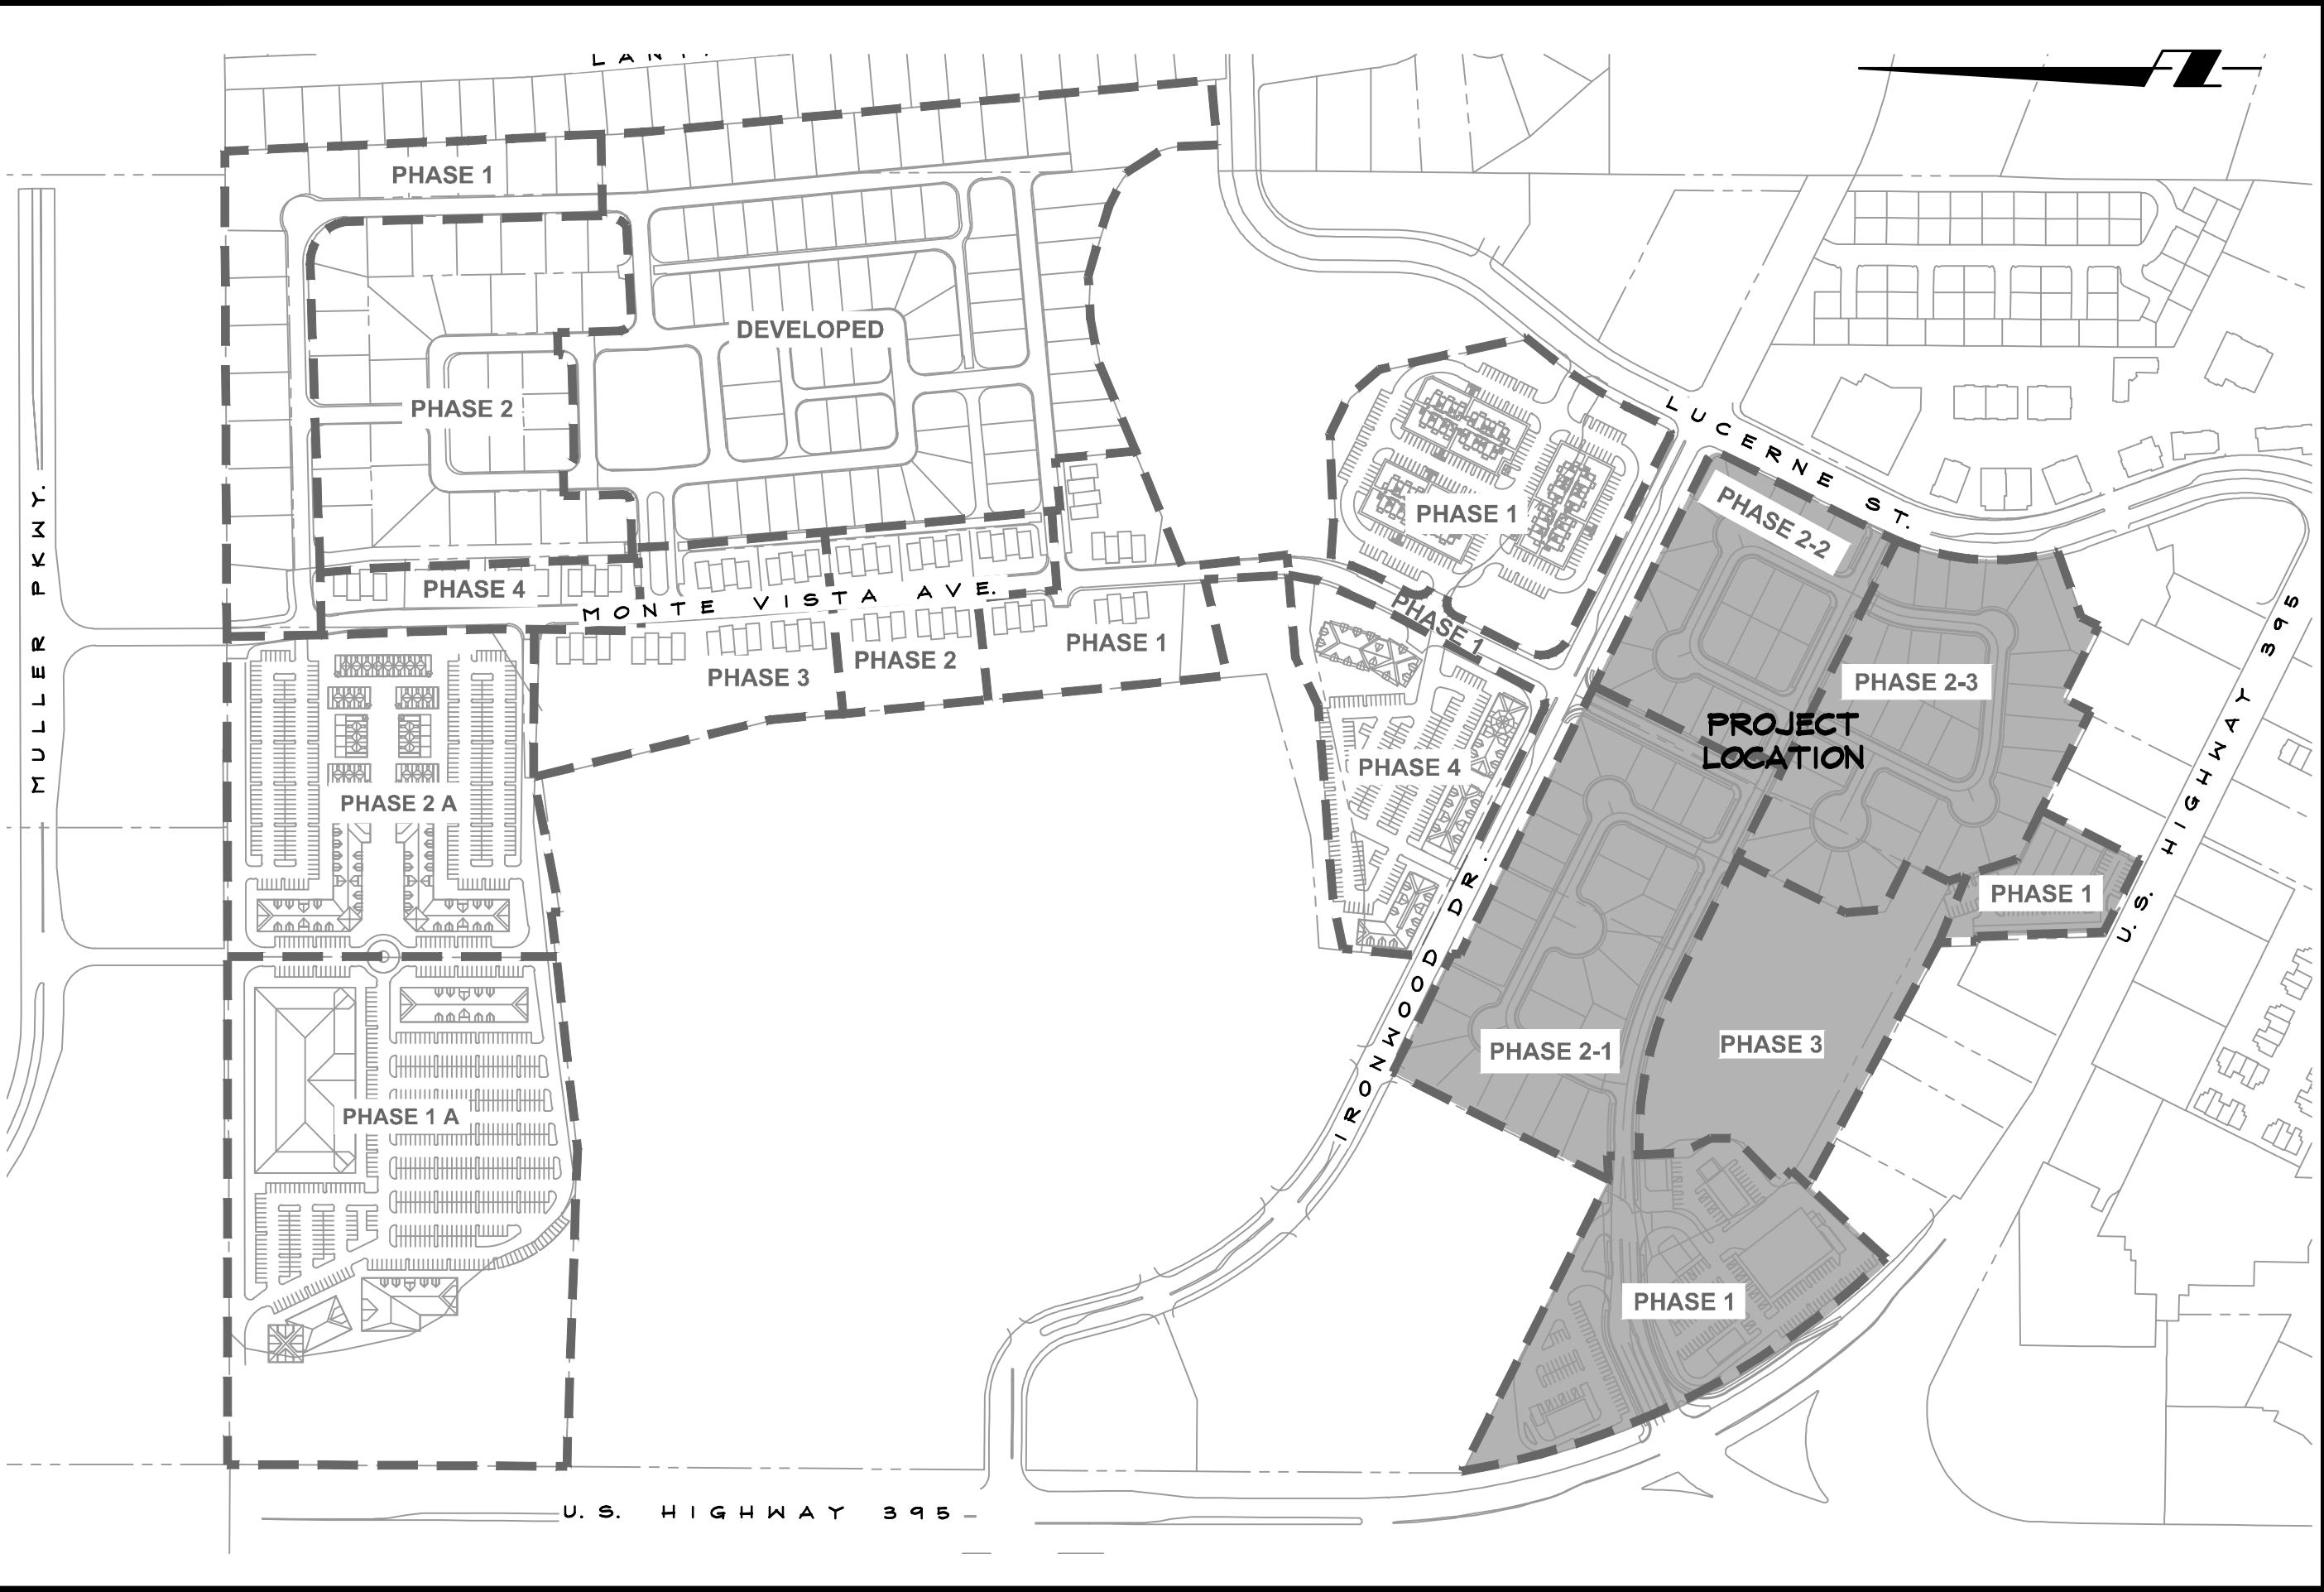 PHASE 1
DEVELOPED
PHASE 2
LUCERNE ST.
MULLER PKWY.
PHASE 1
PHASE 2-2
PHASE 4
MONTE VISTA AVE.
PHASE 1
PHASE 1
PHASE 2
PHASE 3
PHASE 2-3
U.S. HIGHWAY 395
PROJECT
LOCATION
PHASE 4
PHASE 2 A
PHASE 1
IRONWOOD DR.
PHASE 2-1
PHASE 3
PHASE 1 A
PHASE 1
U.S. HIGHWAY 395